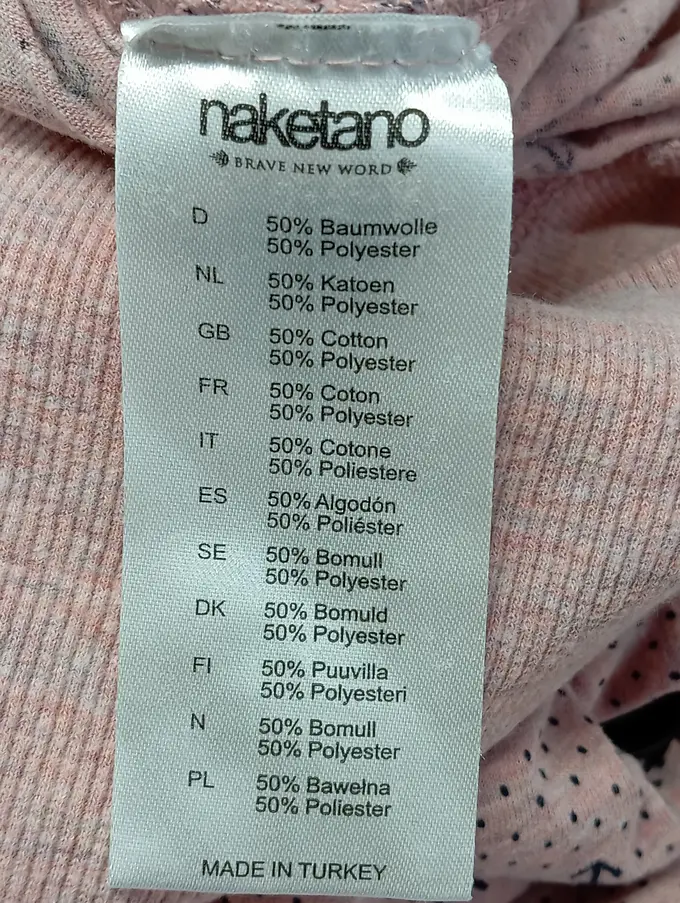 naketano
BRAVE NEW WORD
D 50% Baumwolle
50% Polyester
NL 50% Katoen
50% Polyester
GB 50% Cotton
50% Polyester
FR 50% Coton
50% Polyester
IT 50% Cotone
50% Poliestere
ES 50% Algodón
50% Poliéster
SE 50% Bomull
50% Polyester
DK 50% Bomuld
50% Polyester
FI 50% Puuvilla
50% Polyesteri
N 50% Bomull
50% Polyester
PL 50% Bawełna
50% Poliester
MADE IN TURKEY